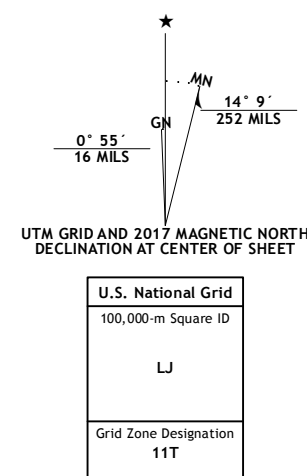 ★
MN
GN
14° 9´
252 MILS
0° 55´
16 MILS
UTM GRID AND 2017 MAGNETIC NORTH
DECLINATION AT CENTER OF SHEET
U.S. National Grid
100,000-m Square ID
LJ
Grid Zone Designation
11T